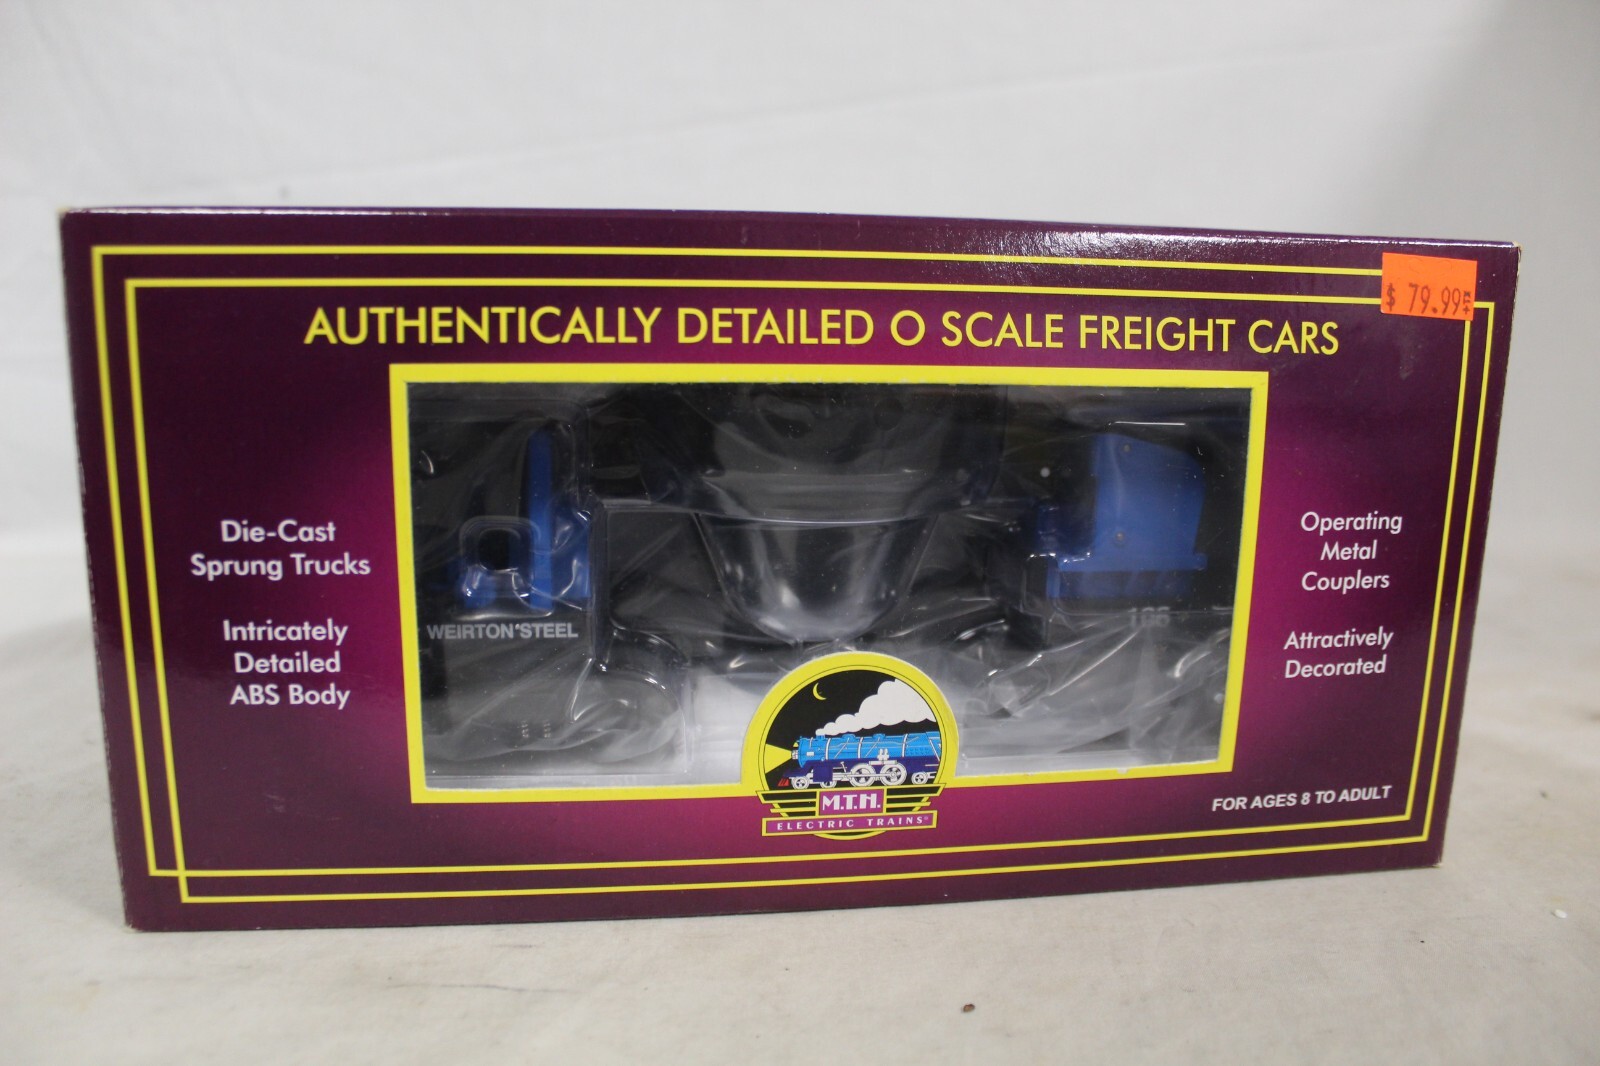 $ 79.99
AUTHENTICALLY DETAILED O SCALE FREIGHT CARS
Die-Cast
Sprung Trucks
Intricately
Detailed
ABS Body
Operating
Metal
Couplers
Attractively
Decorated
WEIRTON STEEL
M.T.H.
ELECTRIC TRAINS®
FOR AGES 8 TO ADULT